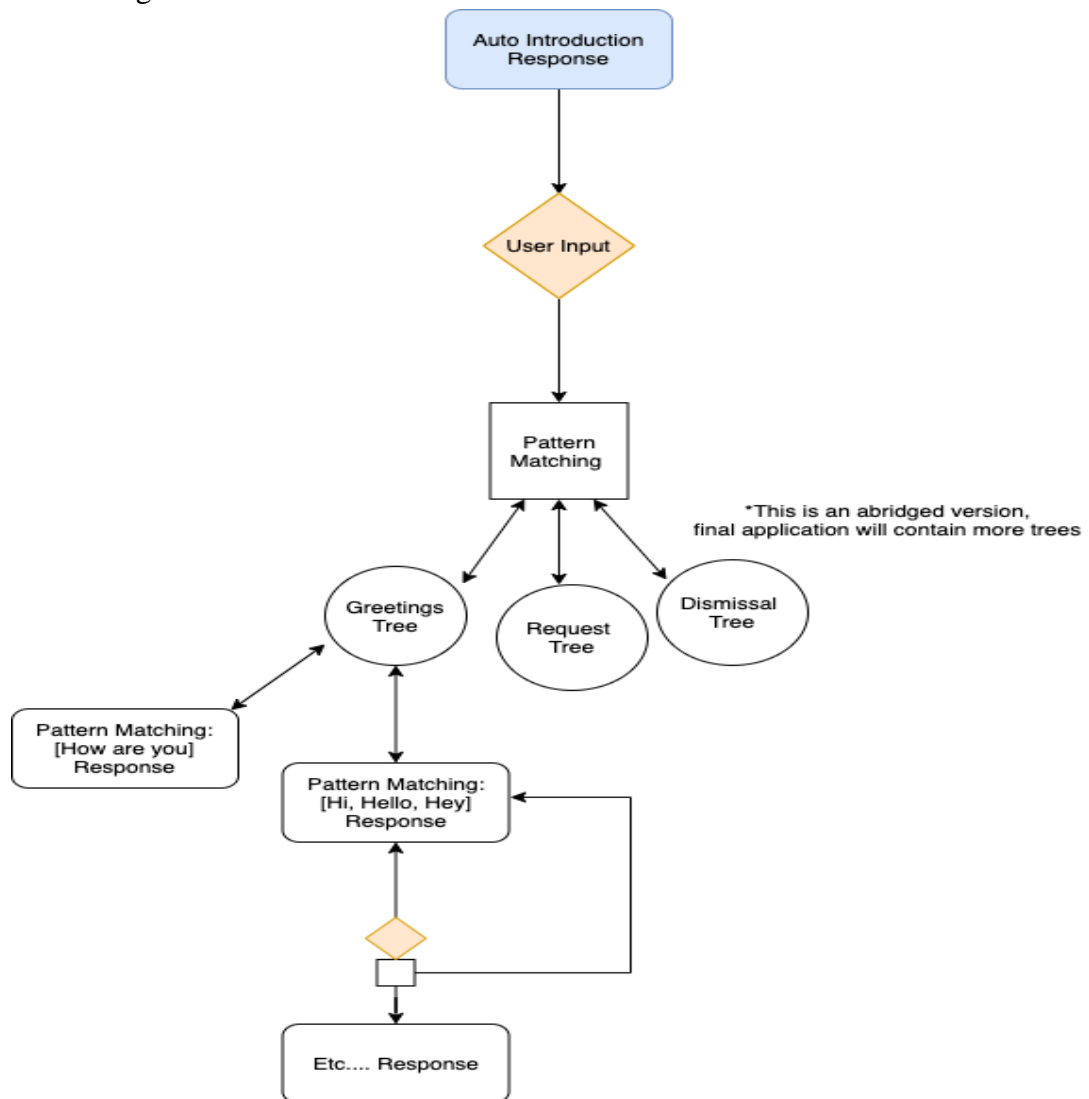 Auto Introduction
Response
User Input
Pattern
Matching
*This is an abridged version,
final application will contain more trees
Greetings
Tree
Request
Tree
Dismissal
Tree
Pattern Matching:
[How are you]
Response
Pattern Matching:
[Hi, Hello, Hey]
Response
Etc.... Response